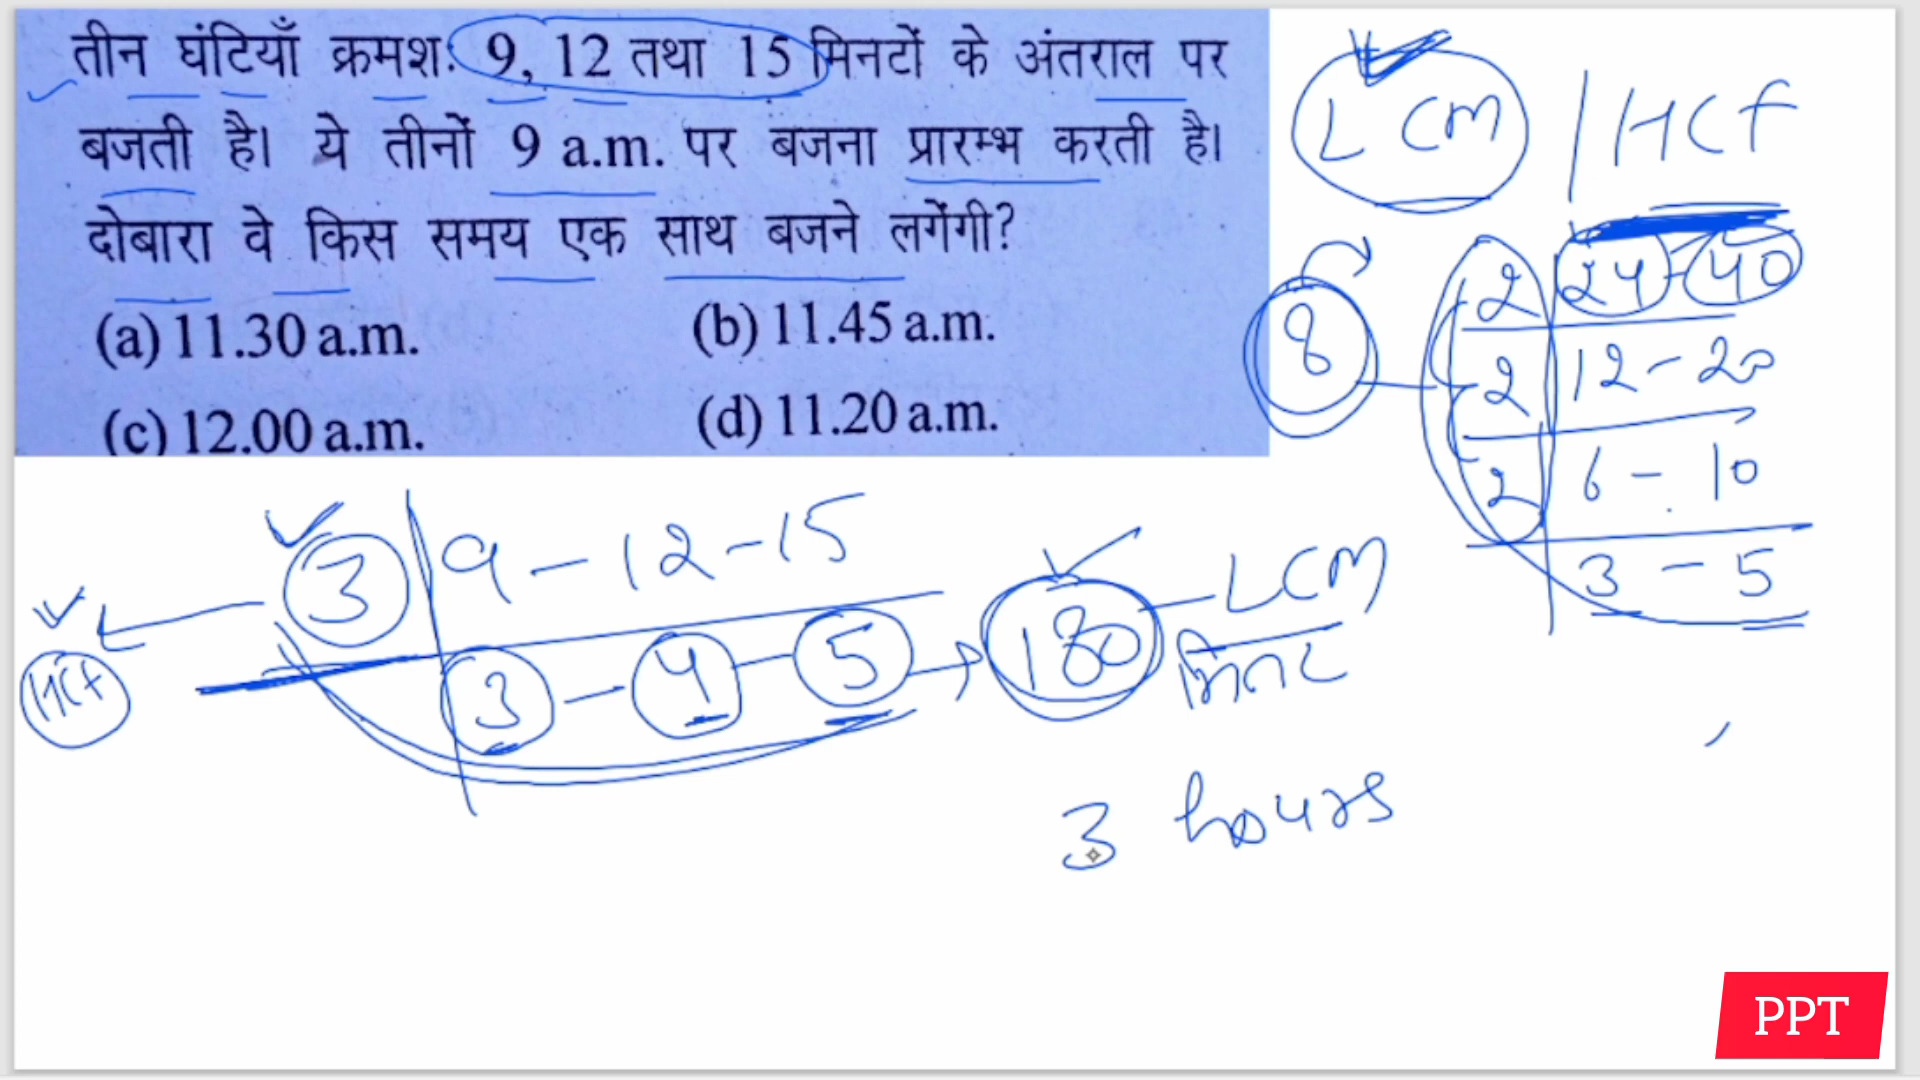 तीन घंटियाँ क्रमशः 9, 12 तथा 15 मिनटों के अंतराल पर
बजती है। ये तीनों 9 a.m. पर बजना प्रारम्भ करती है।
दोबारा वे किस समय एक साथ बजने लगेंगी?
(a) 11.30 a.m. (b) 11.45 a.m.
(c) 12.00 a.m. (d) 11.20 a.m.
LCM / HCF
8 2 24-40
2 12-20
2 6-10
3-5
3 9-12-15
HCF 3-4-5 180 LCM
मिनट
3 hours
PPT